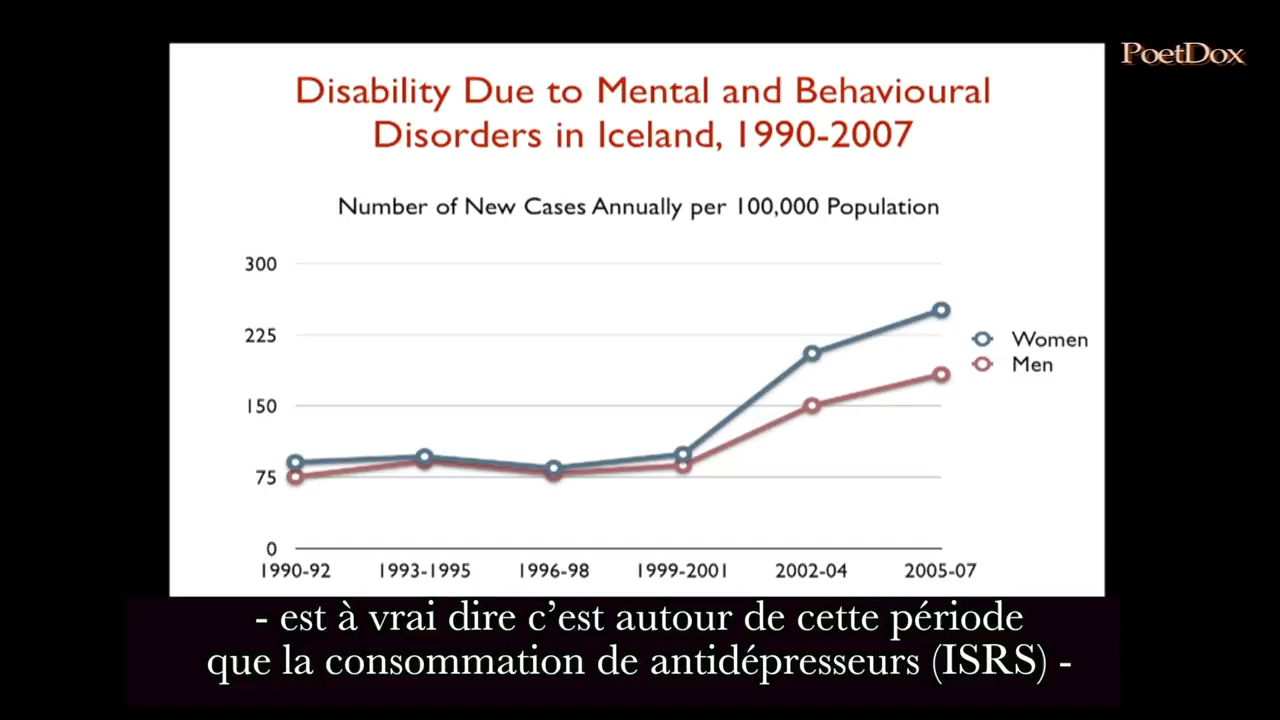 PoetDox
Disability Due to Mental and Behavioural
Disorders in Iceland, 1990-2007
Number of New Cases Annually per 100,000 Population
300
225
150
75
0
1990-92 1993-1995 1996-98 1999-2001 2002-04 2005-07
Women
Men
- est à vrai dire c’est autour de cette période
que la consommation de antidépresseurs (ISRS) -